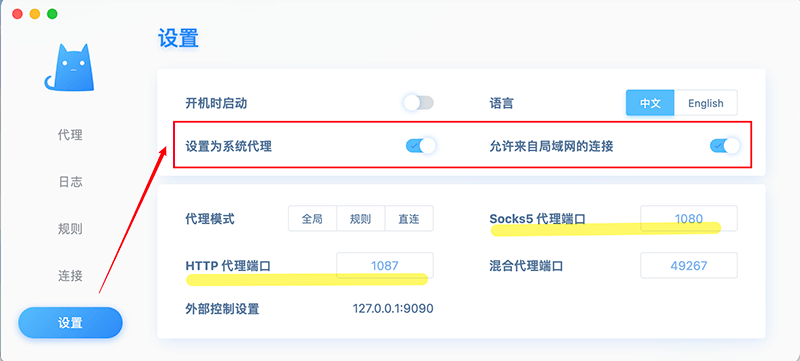 设置
开机时启动
语言 中文 English
设置为系统代理
允许来自局域网的连接
代理
日志
规则
连接
设置
代理模式 全局 规则 直连
Socks5 代理端口 1080
HTTP 代理端口 1087
混合代理端口 49267
外部控制设置 127.0.0.1:9090